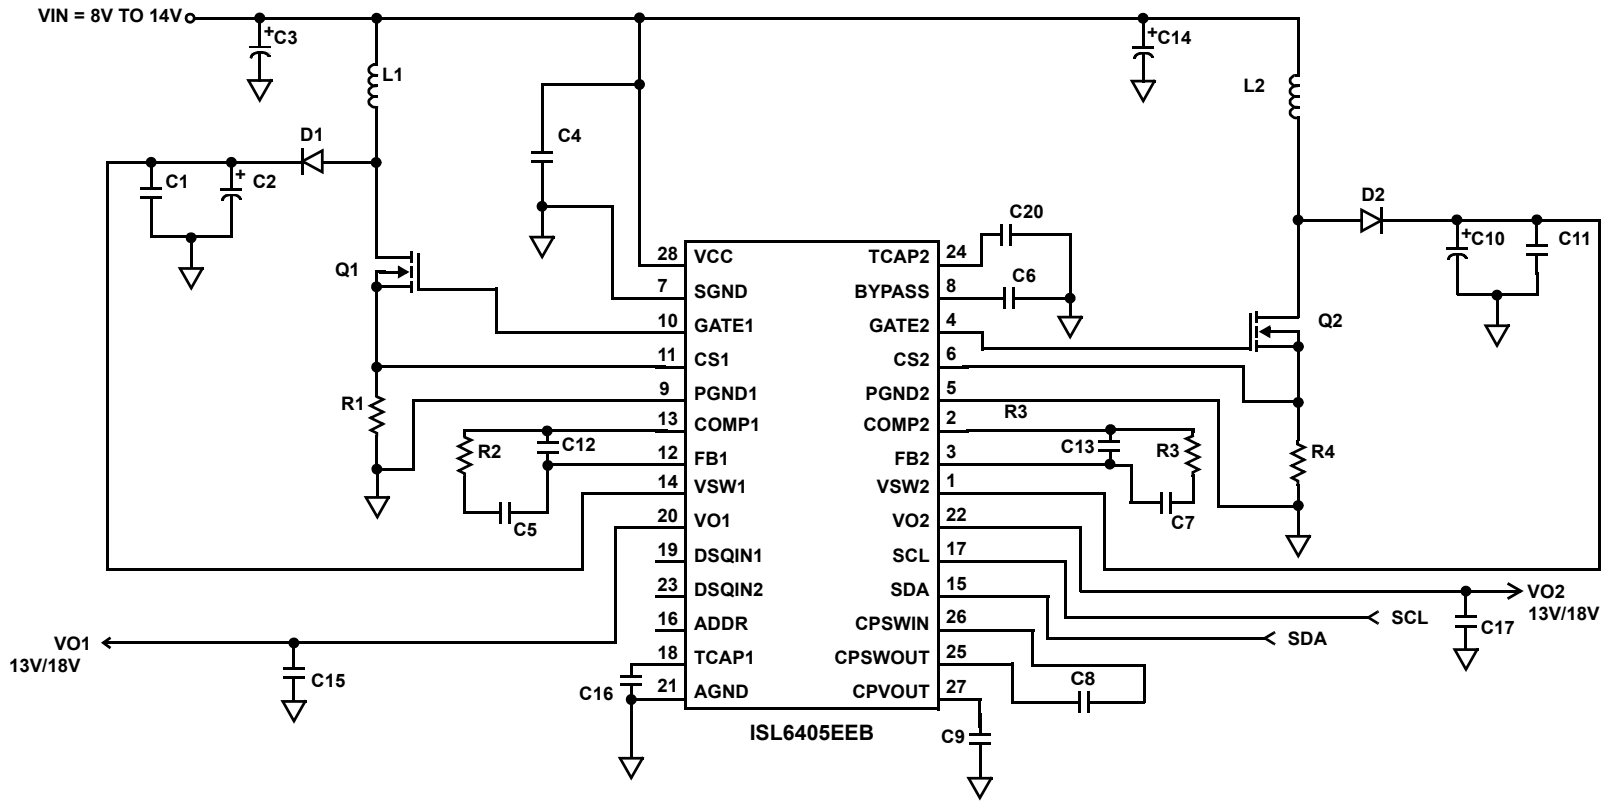 VIN = 8V TO 14V
+
C3
L1
+
C14
L2
C4
D1
C1
+
C2
D2
+
C10
C11
C20
C6
Q1
Q2
28 VCC
7 SGND
10 GATE1
11 CS1
9 PGND1
13 COMP1
12 FB1
14 VSW1
20 VO1
19 DSQIN1
23 DSQIN2
16 ADDR
18 TCAP1
21 AGND
TCAP2 24
BYPASS 8
GATE2 4
CS2 6
PGND2 5
COMP2 2
FB2 3
VSW2 1
VO2 22
SCL 17
SDA 15
CPSWIN 26
CPSWOUT 25
CPVOUT 27
R1
R2
C12
C5
R3
C13
R3
C7
R4
VO2
13V/18V
SCL
C17
SDA
VO1
13V/18V
C15
C16
C8
C9
ISL6405EEB